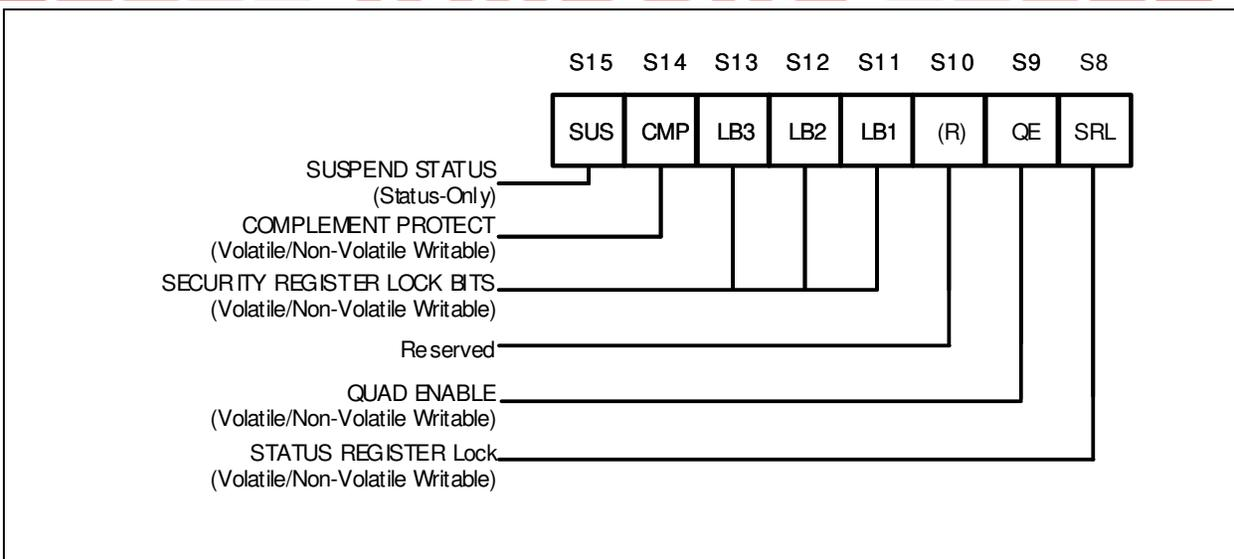 S15 S14 S13 S12 S11 S10 S9 S8
SUS CMP LB3 LB2 LB1 (R) QE SRL
SUSPEND STATUS
(Status-Only)
COMPLEMENT PROTECT
(Volatile/Non-Volatile Writable)
SECURITY REGISTER LOCK BITS
(Volatile/Non-Volatile Writable)
Reserved
QUAD ENABLE
(Volatile/Non-Volatile Writable)
STATUS REGISTER Lock
(Volatile/Non-Volatile Writable)